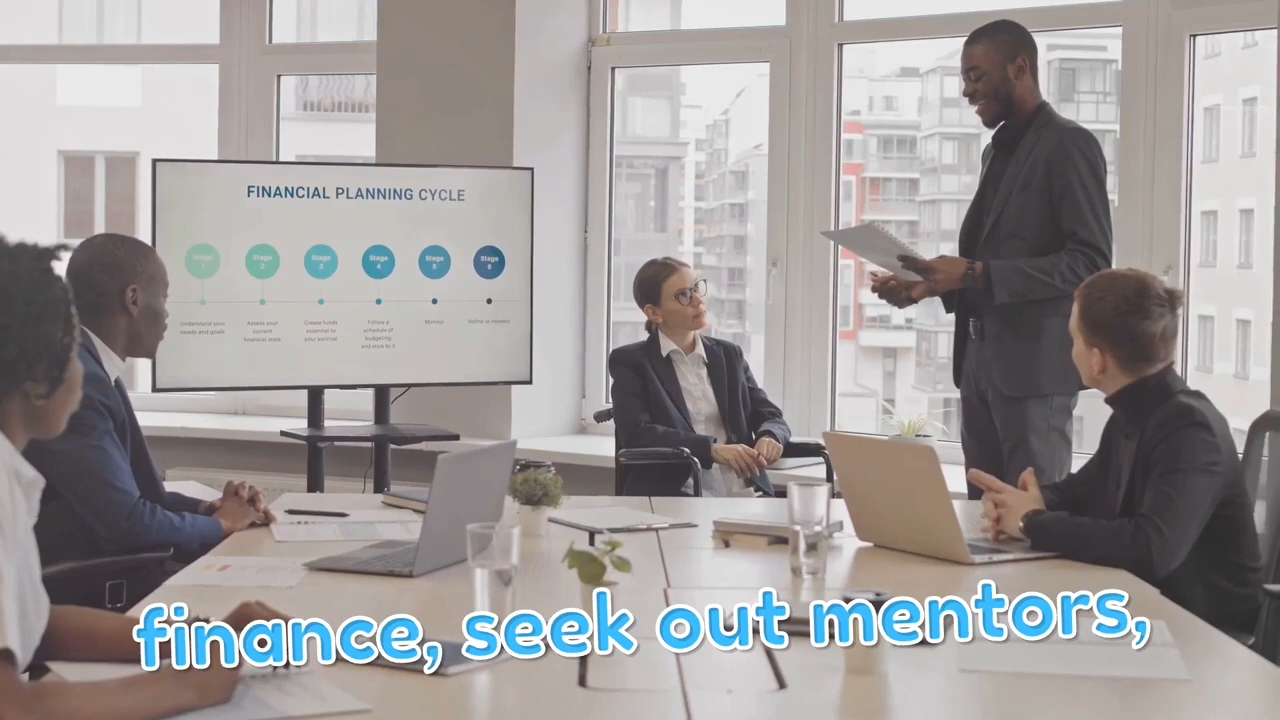 FINANCIAL PLANNING CYCLE
Stage 1 Stage 2 Stage 3 Stage 4 Stage 5 Stage 6
Understand your needs and goals
Assess your current financial state
Create funds essential to your survival
Follow a schedule of budgeting and stick to it
Monitor
Refine as needed
finance, seek out mentors,